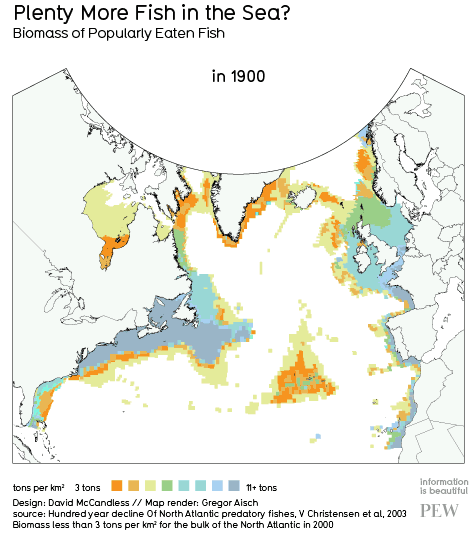 Plenty More Fish in the Sea?
Biomass of Popularly Eaten Fish
in 1900
tons per km² 3 tons 11+ tons
Design: David McCandless // Map render: Gregor Aisch
source: Hundred year decline Of North Atlantic predatory fishes, V Christensen et al, 2003
Biomass less than 3 tons per km² for the bulk of the North Atlantic in 2000
information
is beautiful
PEW